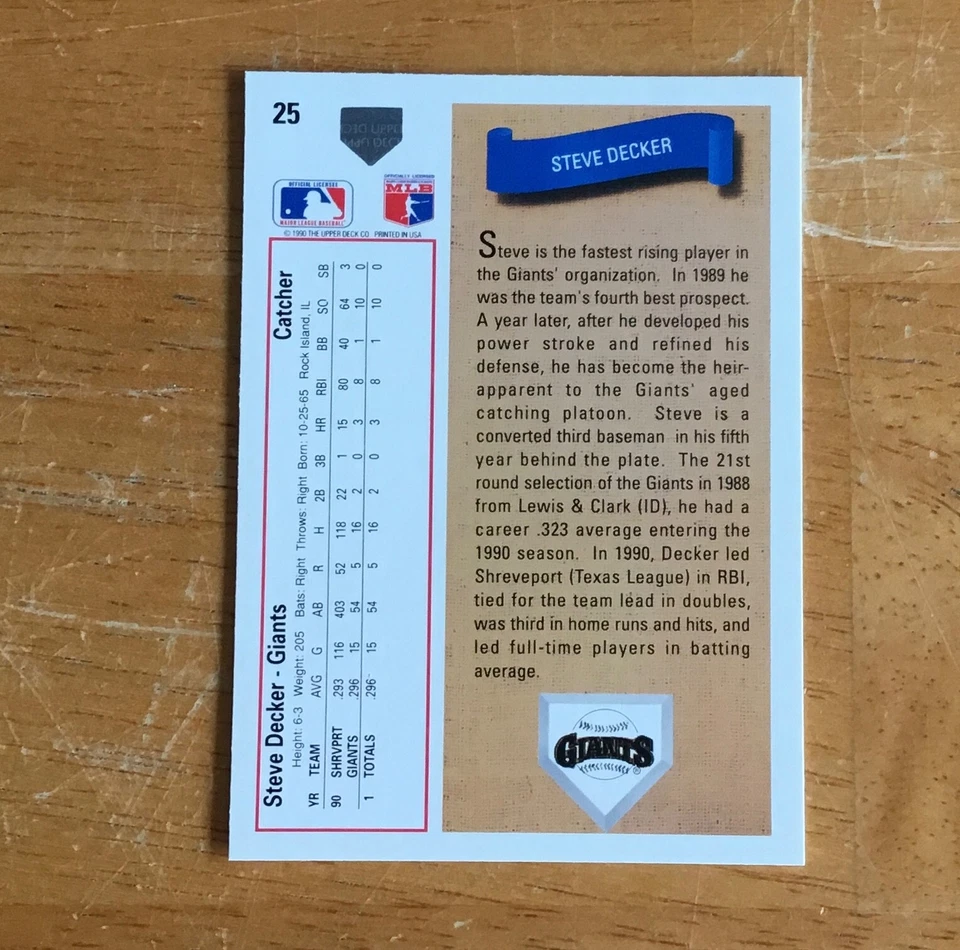 25
UPPER DECK
OFFICIAL LICENSEE
MAJOR LEAGUE BASEBALL
OFFICIALLY LICENSED
MLB
© 1990 THE UPPER DECK CO. PRINTED IN USA
Steve Decker - Giants Catcher
Height: 6-3 Weight: 205 Bats: Right Throws: Right Born: 10-25-65 Rock Island, IL
YR TEAM AVG G AB R H 2B 3B HR RBI BB SO SB
90 SHRVPRT .293 116 403 52 118 22 1 15 80 40 64 3
GIANTS .296 15 54 5 16 2 0 3 8 1 10 0
1 TOTALS .296 15 54 5 16 2 0 3 8 1 10 0
STEVE DECKER
Steve is the fastest rising player in
the Giants' organization. In 1989 he
was the team's fourth best prospect.
A year later, after he developed his
power stroke and refined his
defense, he has become the heir-
apparent to the Giants' aged
catching platoon. Steve is a
converted third baseman in his fifth
year behind the plate. The 21st
round selection of the Giants in 1988
from Lewis & Clark (ID), he had a
career .323 average entering the
1990 season. In 1990, Decker led
Shreveport (Texas League) in RBI,
tied for the team lead in doubles,
was third in home runs and hits, and
led full-time players in batting
average.
GIANTS
®